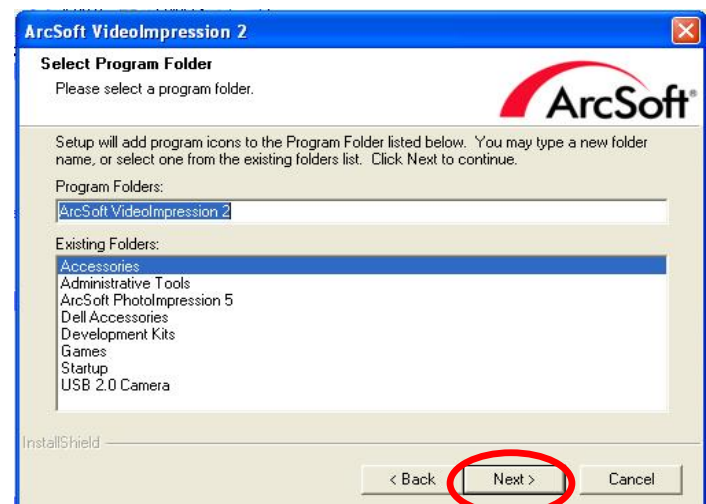 ArcSoft VideoImpression 2
Select Program Folder
Please select a program folder.
ArcSoft®
Setup will add program icons to the Program Folder listed below. You may type a new folder
name, or select one from the existing folders list. Click Next to continue.
Program Folders:
ArcSoft VideoImpression 2
Existing Folders:
Accessories
Administrative Tools
ArcSoft PhotoImpression 5
Dell Accessories
Development Kits
Games
Startup
USB 2.0 Camera
InstallShield
< Back
Next >
Cancel